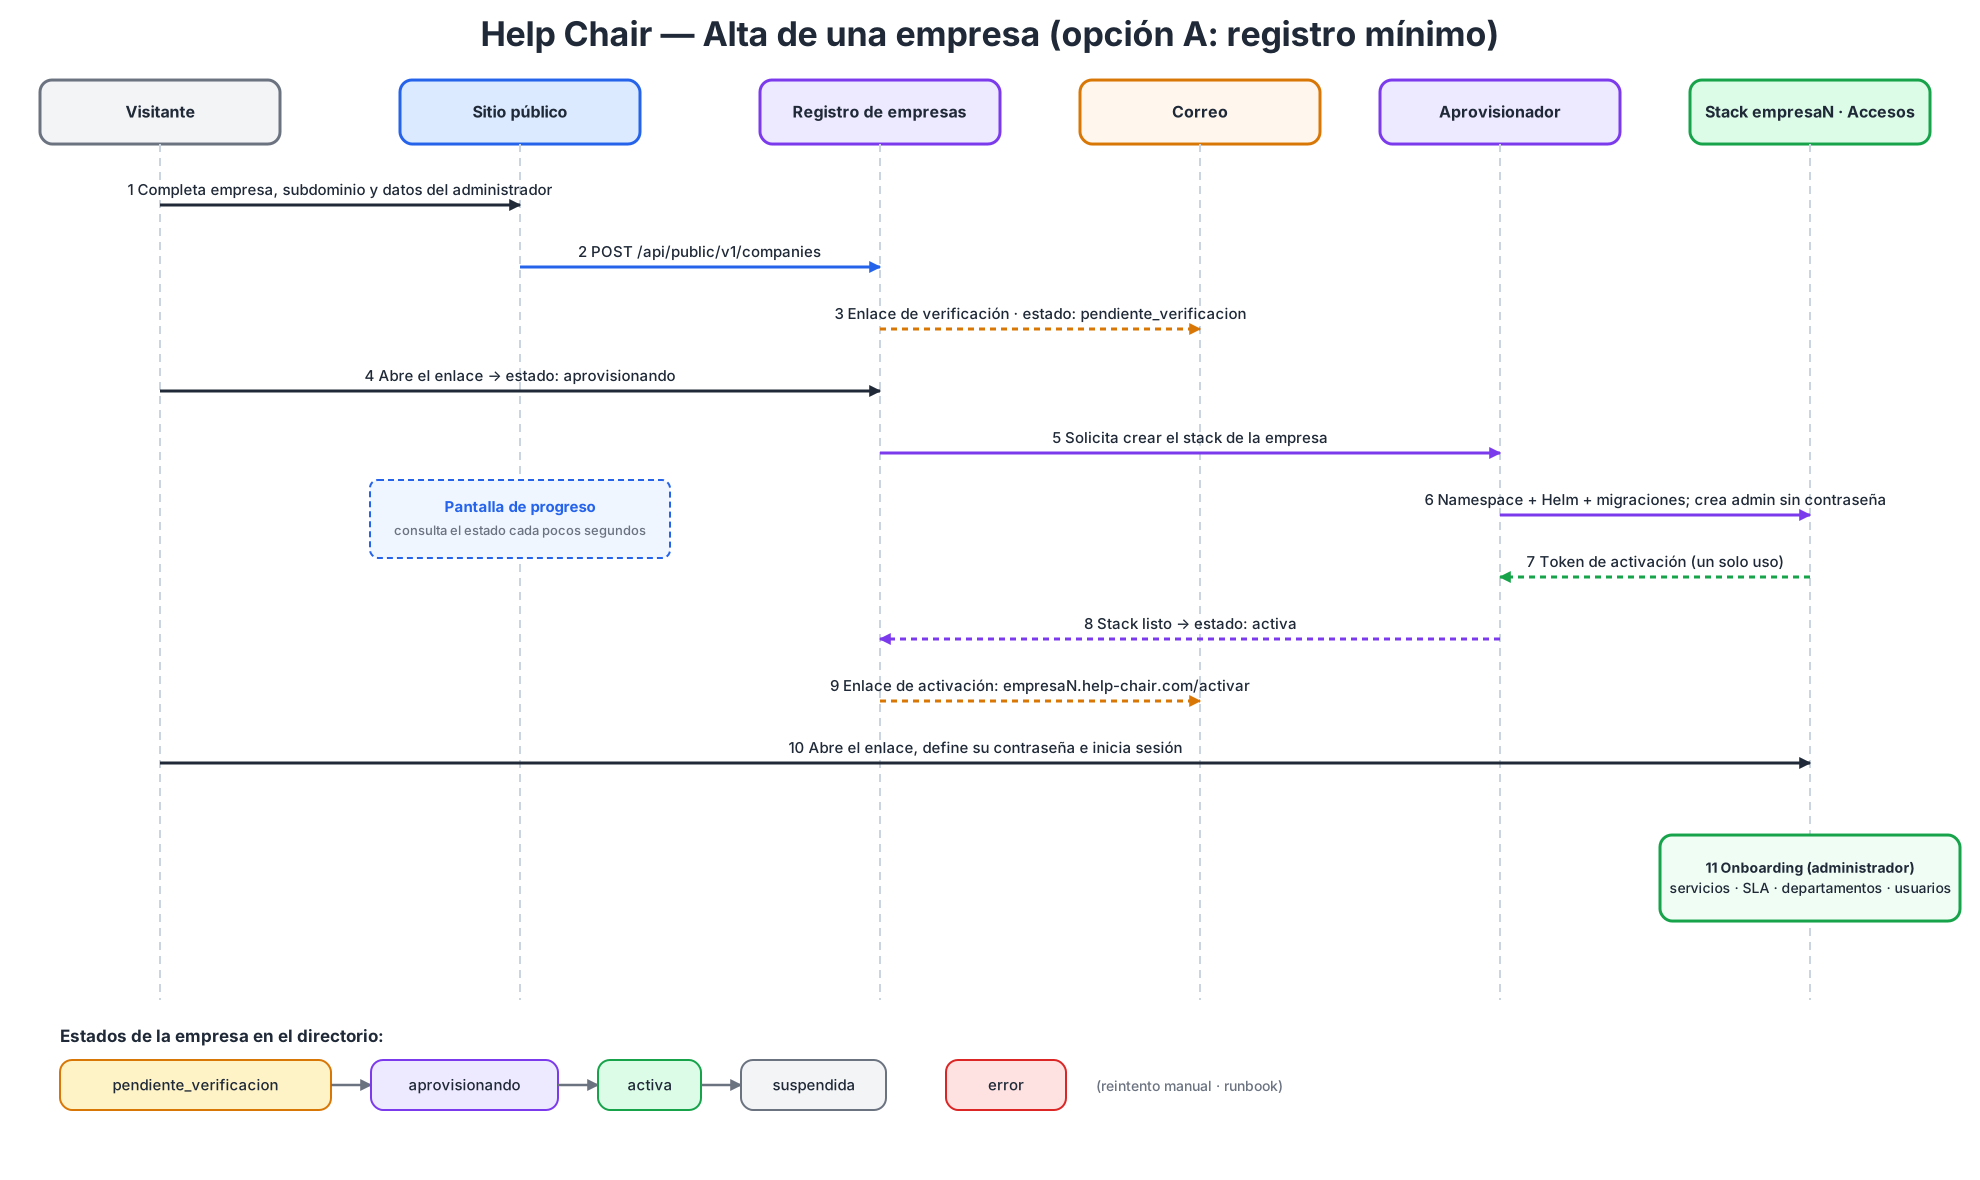 Help Chair — Alta de una empresa (opción A: registro mínimo)
Visitante
Sitio público
Registro de empresas
Correo
Aprovisionador
Stack empresaN · Accesos
1 Completa empresa, subdominio y datos del administrador
2 POST /api/public/v1/companies
3 Enlace de verificación · estado: pendiente_verificacion
4 Abre el enlace → estado: aprovisionando
5 Solicita crear el stack de la empresa
Pantalla de progreso
consulta el estado cada pocos segundos
6 Namespace + Helm + migraciones; crea admin sin contraseña
7 Token de activación (un solo uso)
8 Stack listo → estado: activa
9 Enlace de activación: empresaN.help-chair.com/activar
10 Abre el enlace, define su contraseña e inicia sesión
11 Onboarding (administrador)
servicios · SLA · departamentos · usuarios
Estados de la empresa en el directorio:
pendiente_verificacion
aprovisionando
activa
suspendida
error
(reintento manual · runbook)